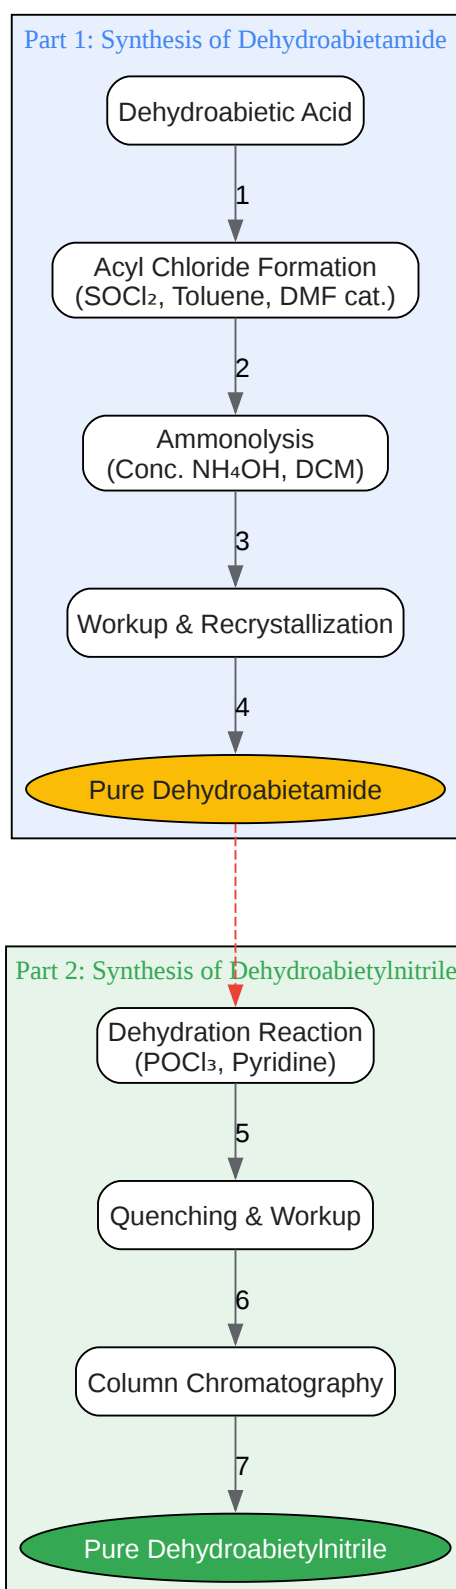 Part 1: Synthesis of Dehydroabietamide
Dehydroabietic Acid
1
Acyl Chloride Formation
(SOCl₂, Toluene, DMF cat.)
2
Ammonolysis
(Conc. NH₄OH, DCM)
3
Workup & Recrystallization
4
Pure Dehydroabietamide
Part 2: Synthesis of Dehydroabietylnitrile
Dehydration Reaction
(POCl₃, Pyridine)
5
Quenching & Workup
6
Column Chromatography
7
Pure Dehydroabietylnitrile